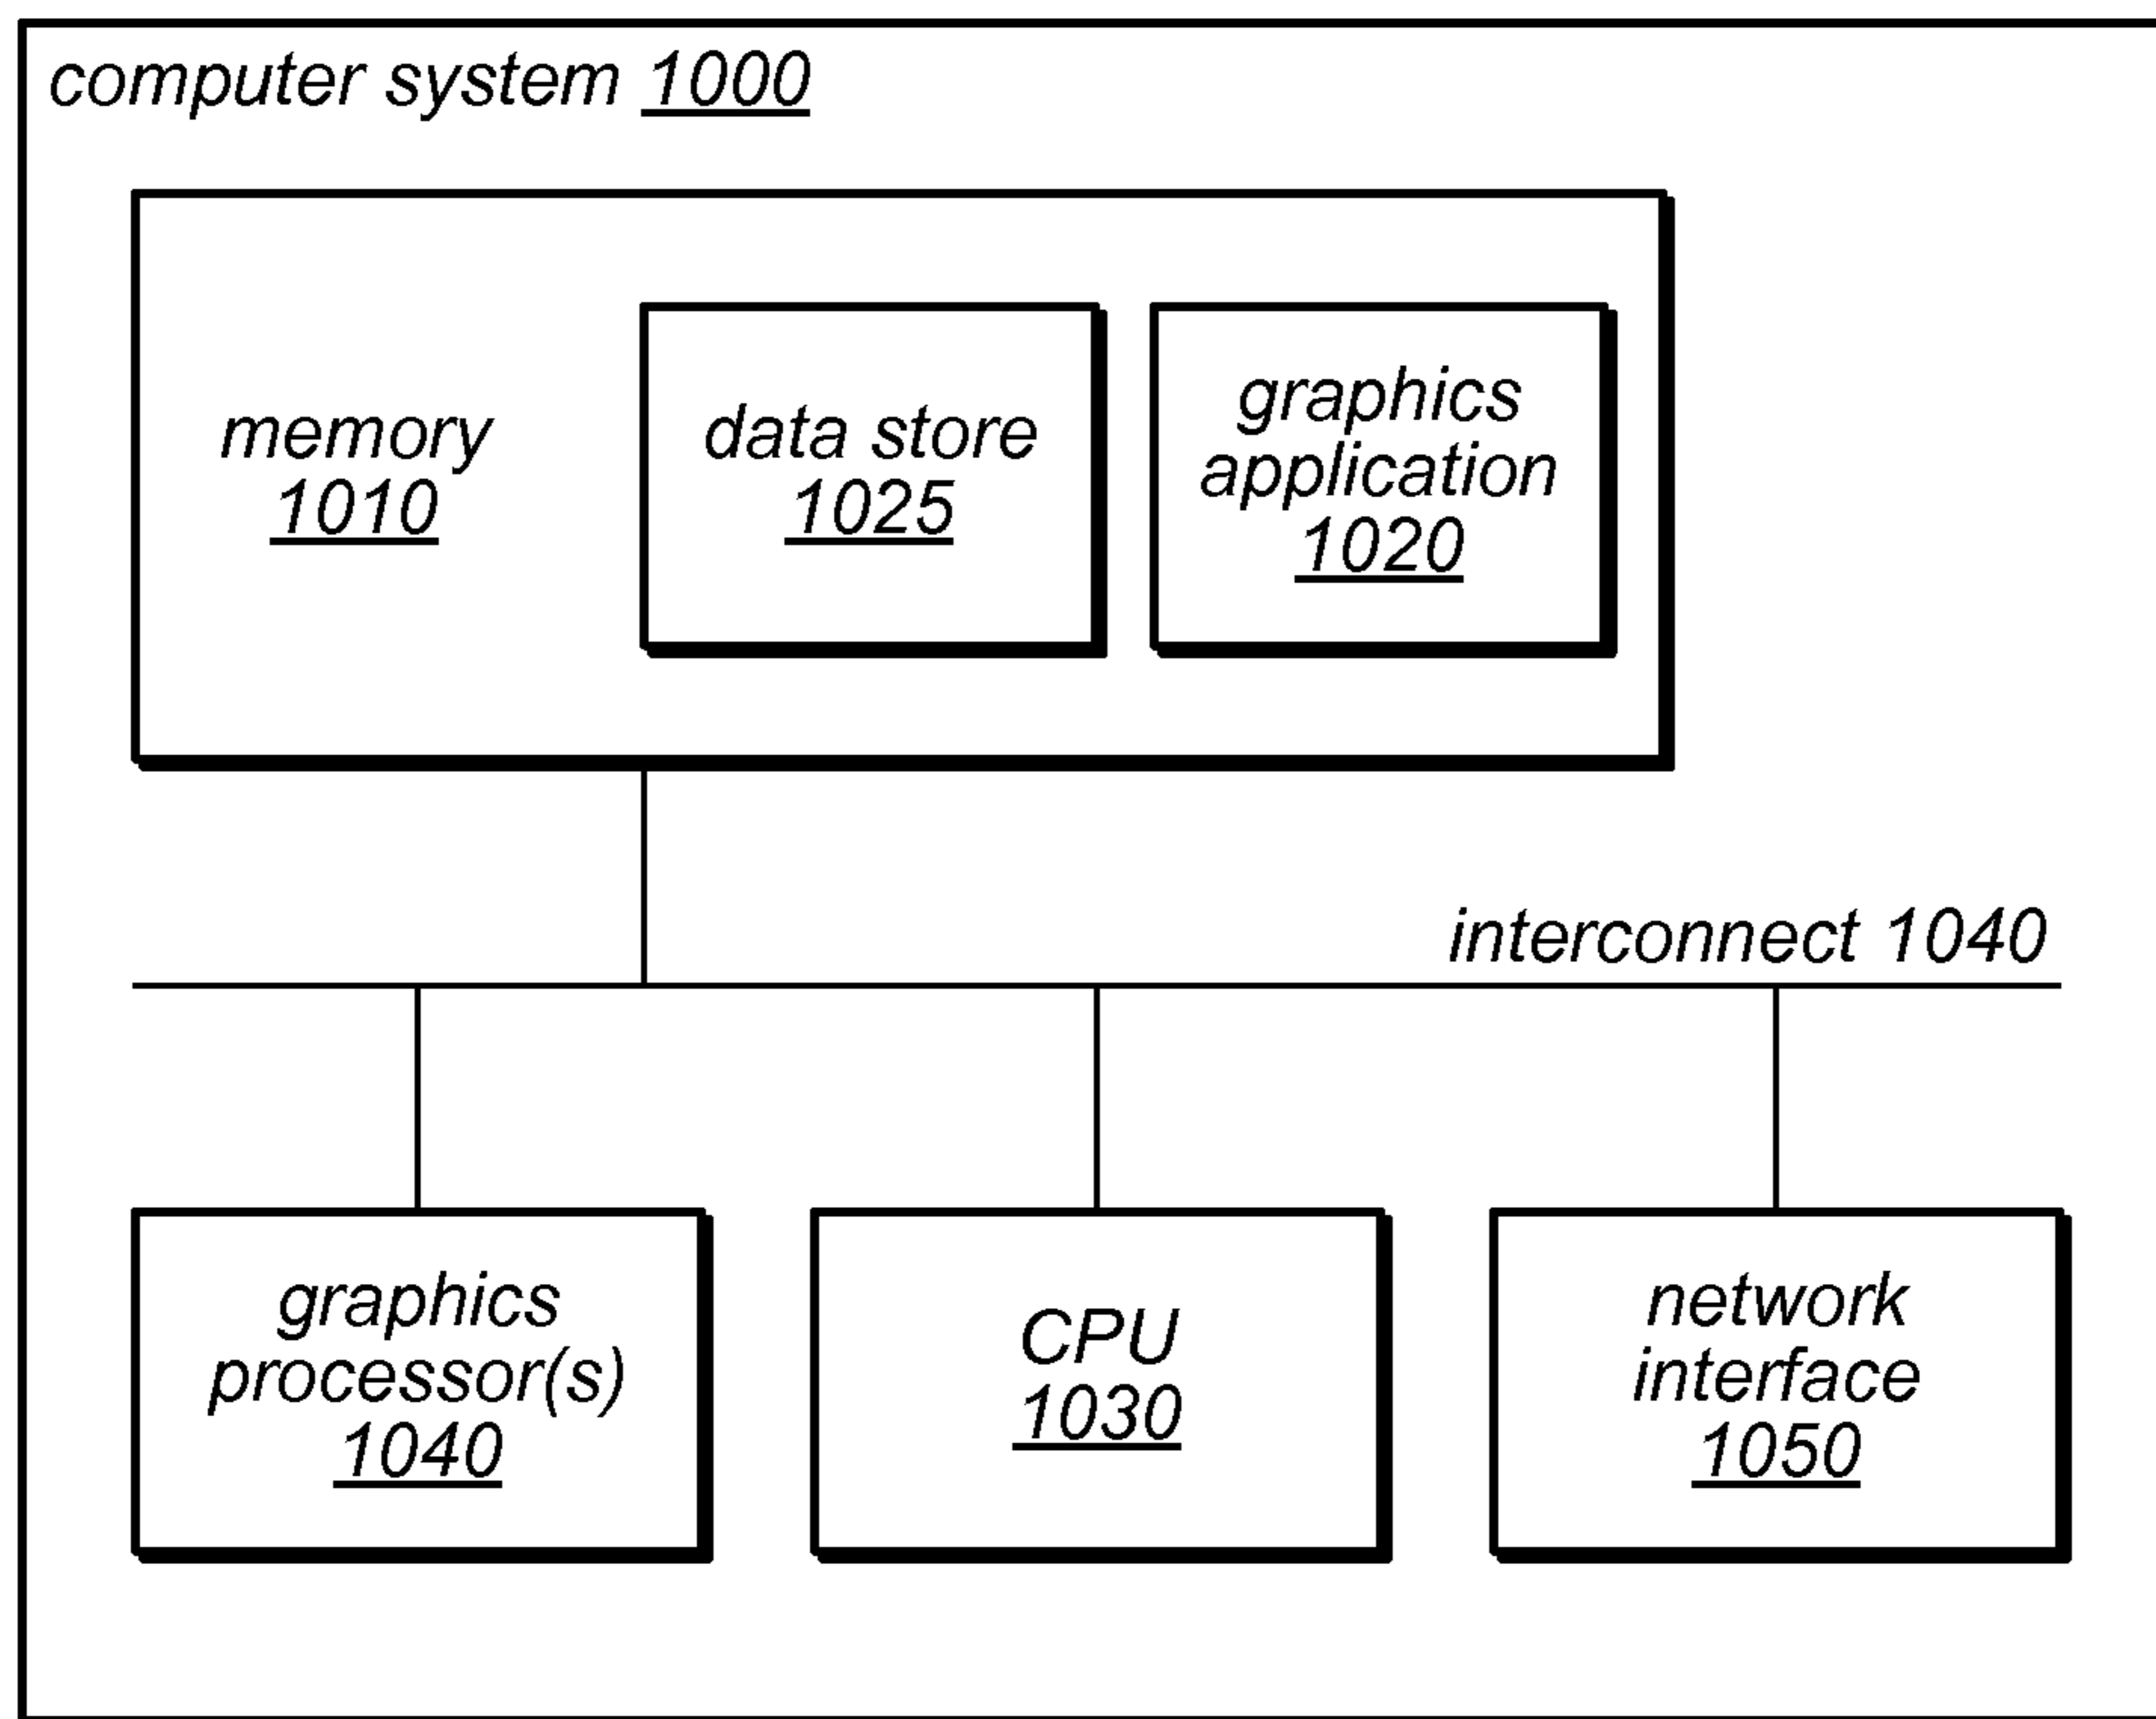 computer system 1000
memory
1010
data store
1025
graphics
application
1020
interconnect 1040
graphics
processor(s)
1040
CPU
1030
network
interface
1050